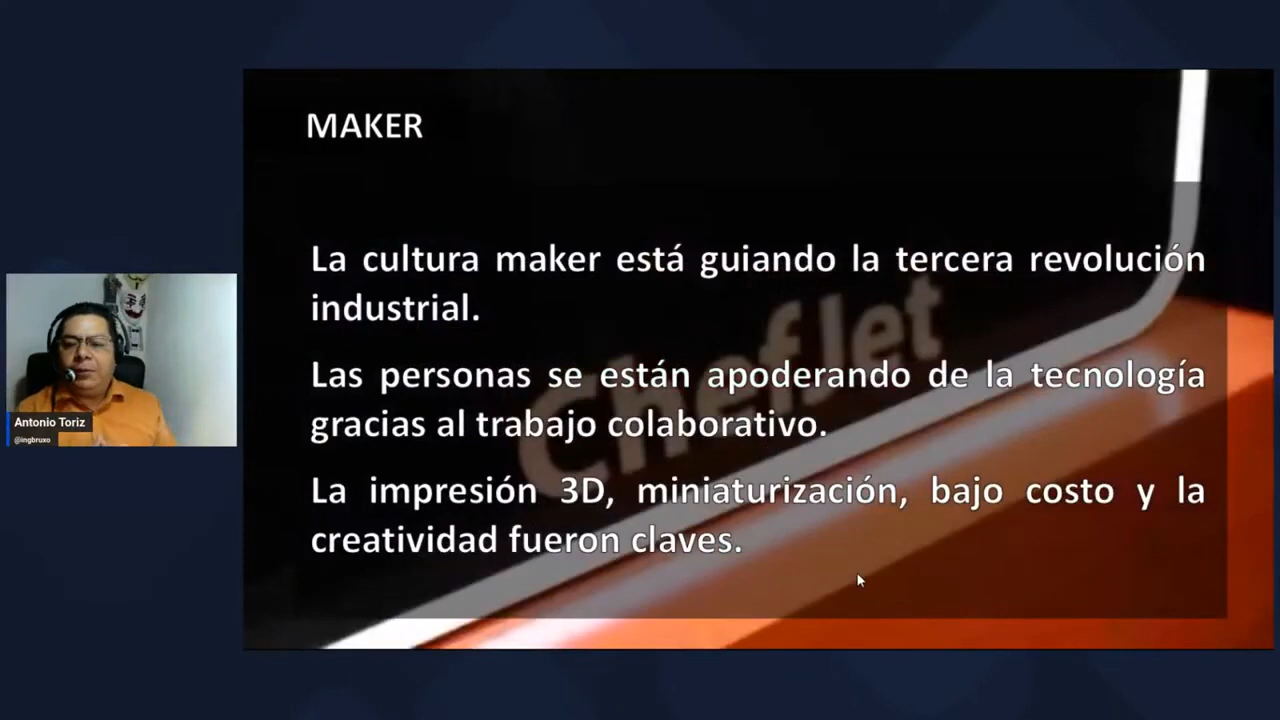 MAKER
La cultura maker está guiando la tercera revolución
industrial.
Las personas se están apoderando de la tecnología
gracias al trabajo colaborativo.
La impresión 3D, miniaturización, bajo costo y la
creatividad fueron claves.
ChefJet
Antonio Toriz
@ingbruxo